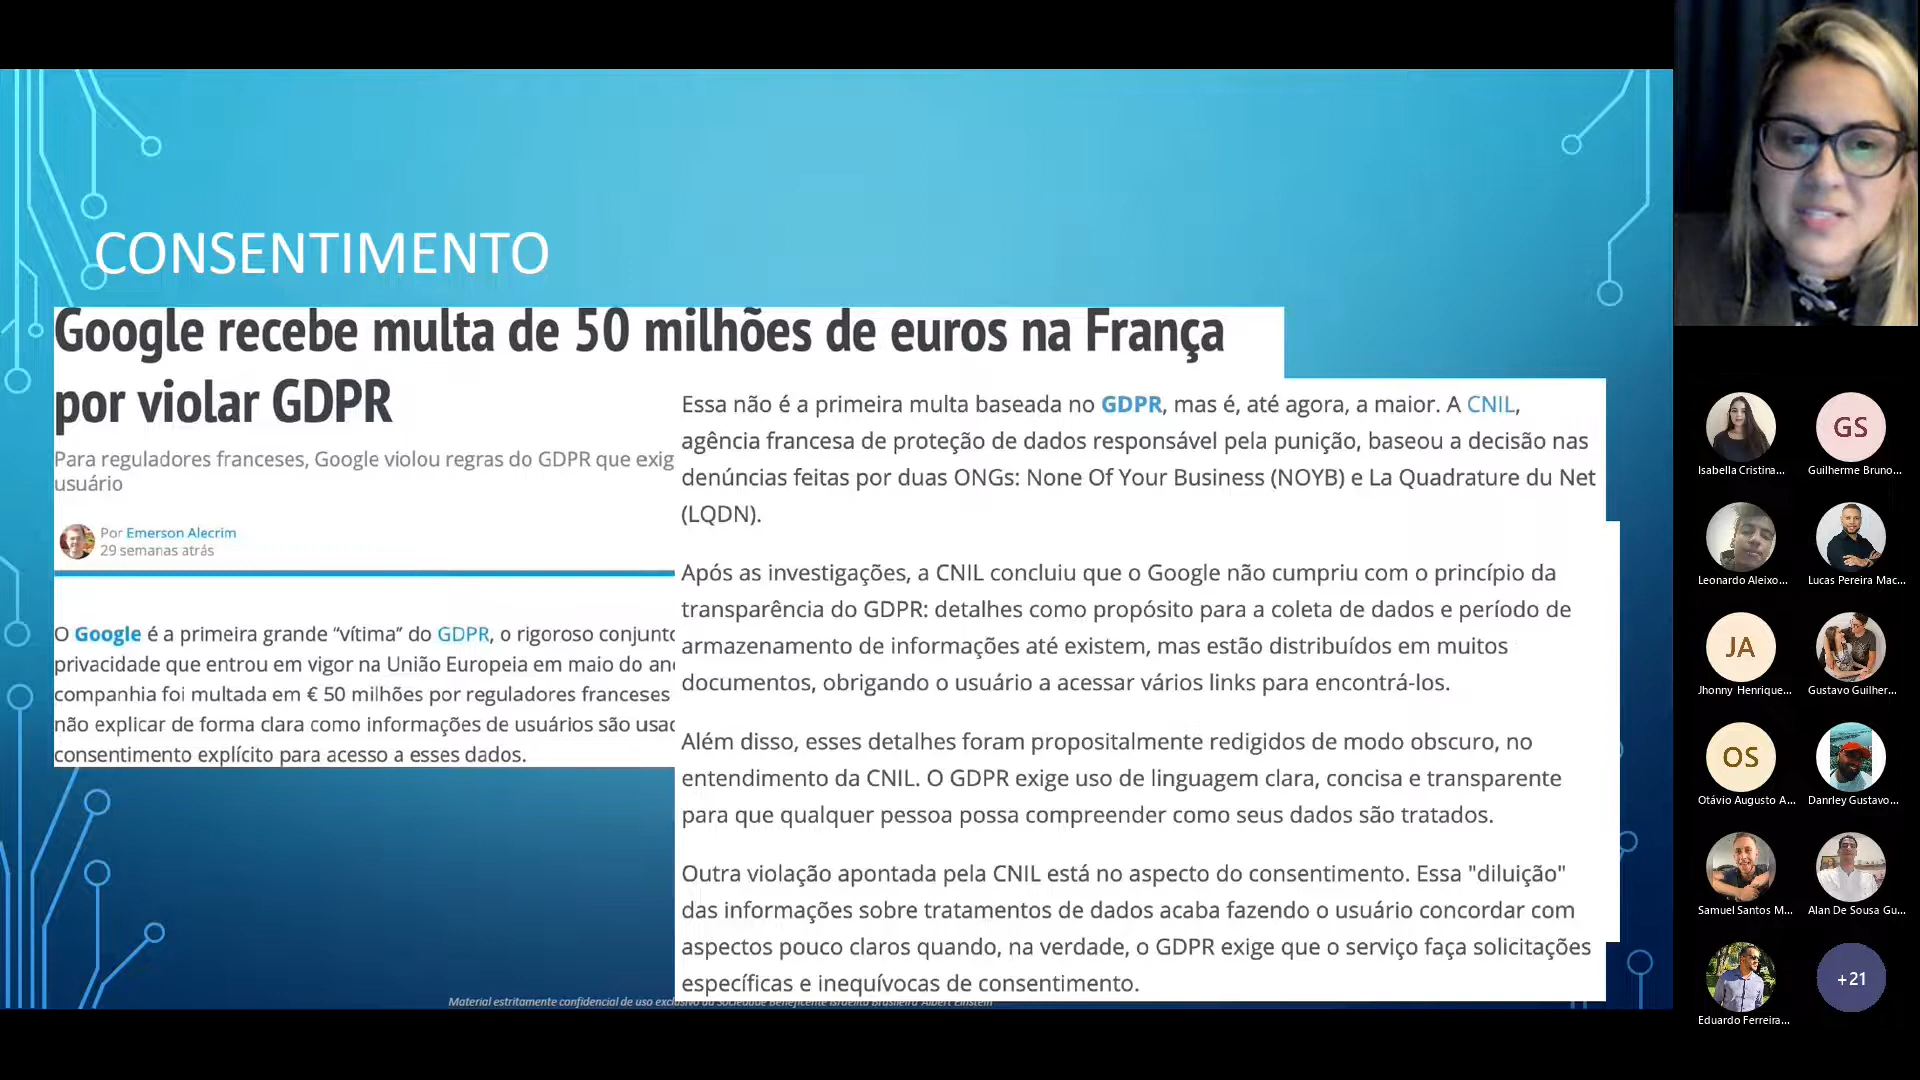 CONSENTIMENTO
Google recebe multa de 50 milhões de euros na França
por violar GDPR
Para reguladores franceses, Google violou regras do GDPR que exig
usuário
Por Emerson Alecrim
29 semanas atrás
O Google é a primeira grande “vítima” do GDPR, o rigoroso conjunto
privacidade que entrou em vigor na União Europeia em maio do an
companhia foi multada em € 50 milhões por reguladores franceses
não explicar de forma clara como informações de usuários são usad
consentimento explícito para acesso a esses dados.
Essa não é a primeira multa baseada no GDPR, mas é, até agora, a maior. A CNIL,
agência francesa de proteção de dados responsável pela punição, baseou a decisão nas
denúncias feitas por duas ONGs: None Of Your Business (NOYB) e La Quadrature du Net
(LQDN).
Após as investigações, a CNIL concluiu que o Google não cumpriu com o princípio da
transparência do GDPR: detalhes como propósito para a coleta de dados e período de
armazenamento de informações até existem, mas estão distribuídos em muitos
documentos, obrigando o usuário a acessar vários links para encontrá-los.
Além disso, esses detalhes foram propositalmente redigidos de modo obscuro, no
entendimento da CNIL. O GDPR exige uso de linguagem clara, concisa e transparente
para que qualquer pessoa possa compreender como seus dados são tratados.
Outra violação apontada pela CNIL está no aspecto do consentimento. Essa "diluição"
das informações sobre tratamentos de dados acaba fazendo o usuário concordar com
aspectos pouco claros quando, na verdade, o GDPR exige que o serviço faça solicitações
específicas e inequívocas de consentimento.
Material estritamente confidencial de uso exclusivo da Sociedade Beneficente Israelita Brasileira Albert Einstein
Isabella Cristina...
GS
Guilherme Bruno...
Leonardo Aleixo...
Lucas Pereira Mac...
JA
Jhonny Henrique...
Gustavo Guilher...
OS
Otávio Augusto A...
Danrley Gustavo...
Samuel Santos M...
Alan De Sousa Gu...
Eduardo Ferreira...
+21